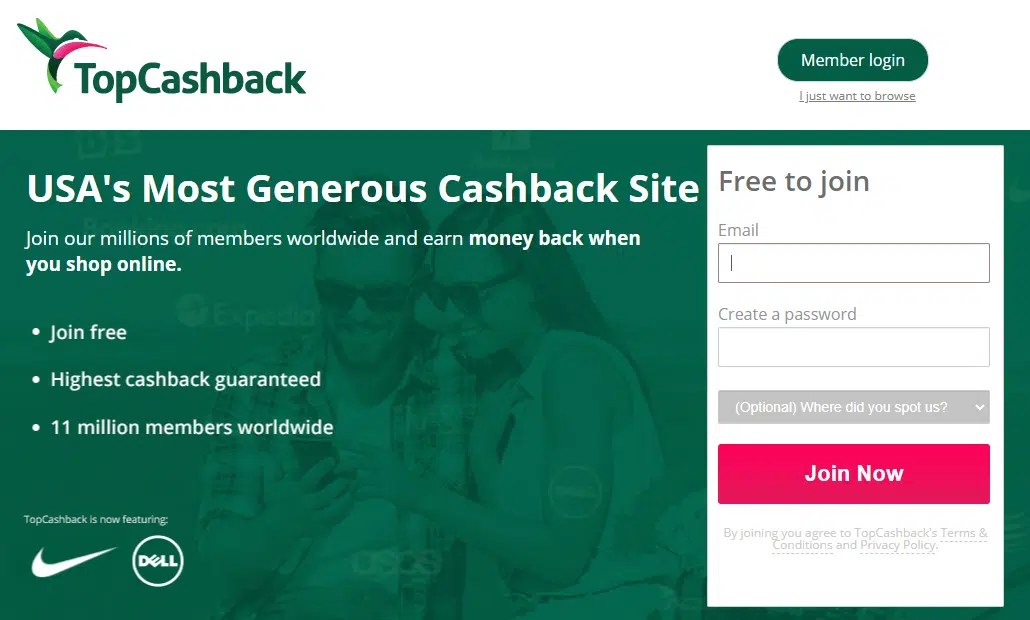 TopCashback
Member login
I just want to browse
USA's Most Generous Cashback Site
Join our millions of members worldwide and earn money back when
you shop online.
• Join free
• Highest cashback guaranteed
• 11 million members worldwide
Expedia
asos
TopCashback is now featuring:
DELL
Free to join
Email
Create a password
(Optional) Where did you spot us?
Join Now
By joining you agree to TopCashback's Terms &
Conditions and Privacy Policy.